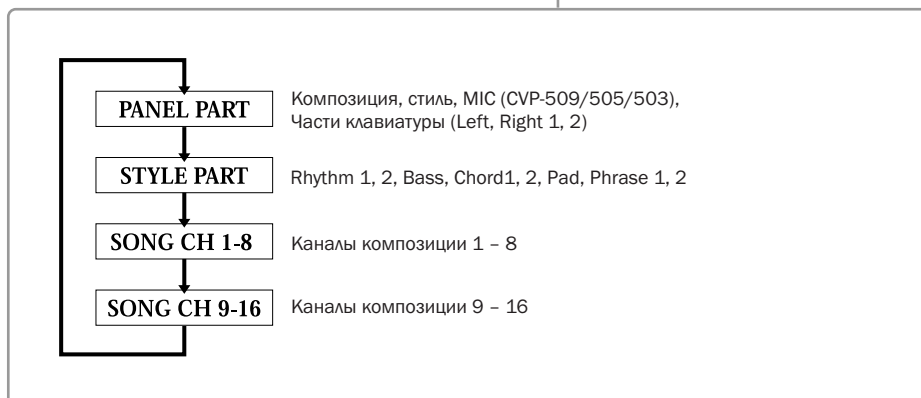 PANEL PART
Композиция, стиль, MIC (CVP-509/505/503),
Части клавиатуры (Left, Right 1, 2)
STYLE PART
Rhythm 1, 2, Bass, Chord1, 2, Pad, Phrase 1, 2
SONG CH 1-8
Каналы композиции 1 – 8
SONG CH 9-16
Каналы композиции 9 – 16